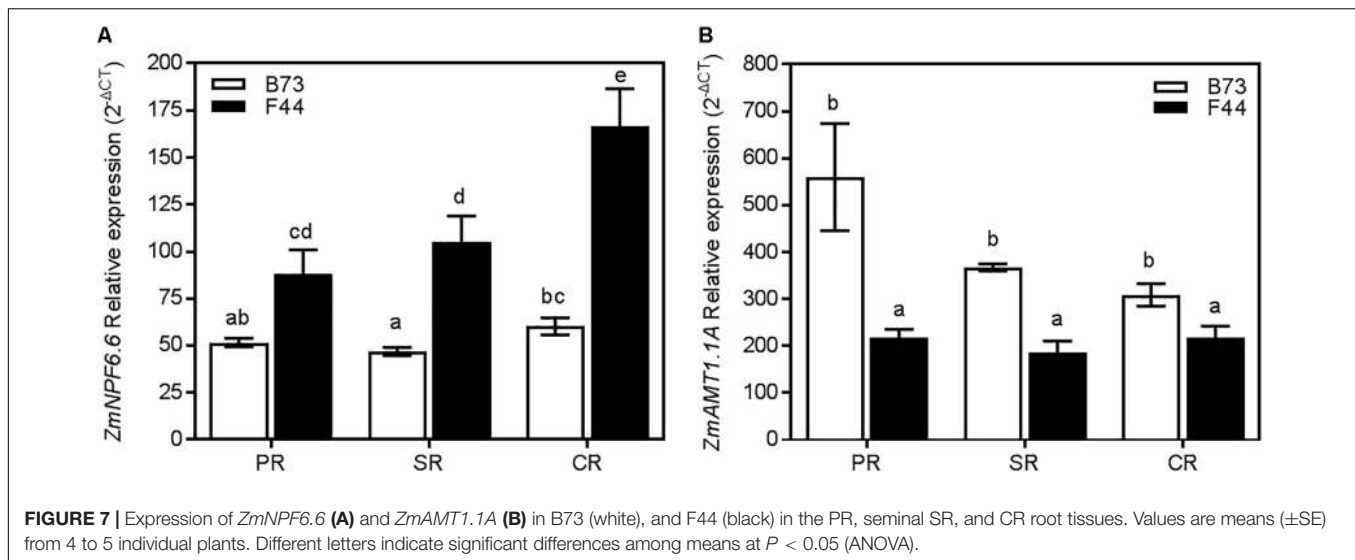 A
ZmNPF6.6 Relative expression (2-ΔCT)
200
175
150
125
100
75
50
25
0
B73
F44
ab
cd
a
d
bc
e
PR
SR
CR
B
ZmAMT1.1A Relative expression (2-ΔCT)
800
700
600
500
400
300
200
100
0
B73
F44
b
a
b
a
b
a
PR
SR
CR
FIGURE 7 | Expression of ZmNPF6.6 (A) and ZmAMT1.1A (B) in B73 (white), and F44 (black) in the PR, seminal SR, and CR root tissues. Values are means (±SE)
from 4 to 5 individual plants. Different letters indicate significant differences among means at P < 0.05 (ANOVA).